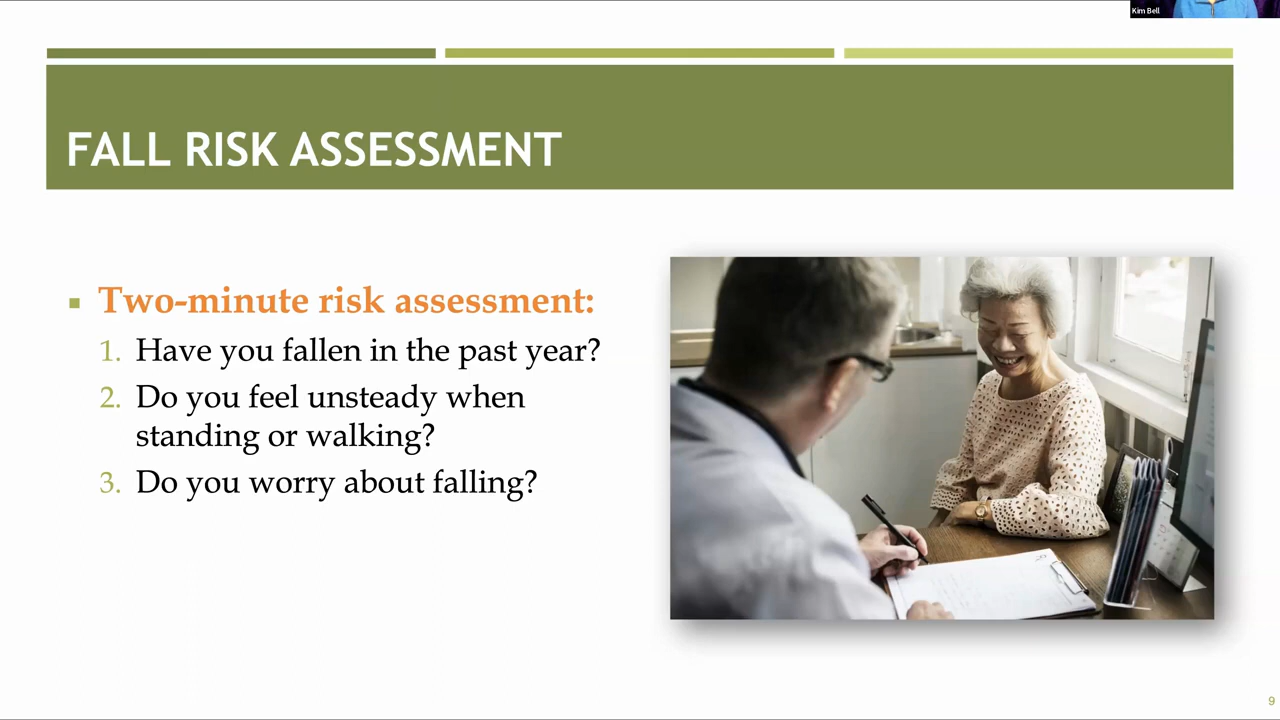 Kim Bell
FALL RISK ASSESSMENT
Two-minute risk assessment:
1. Have you fallen in the past year?
2. Do you feel unsteady when
standing or walking?
3. Do you worry about falling?
9